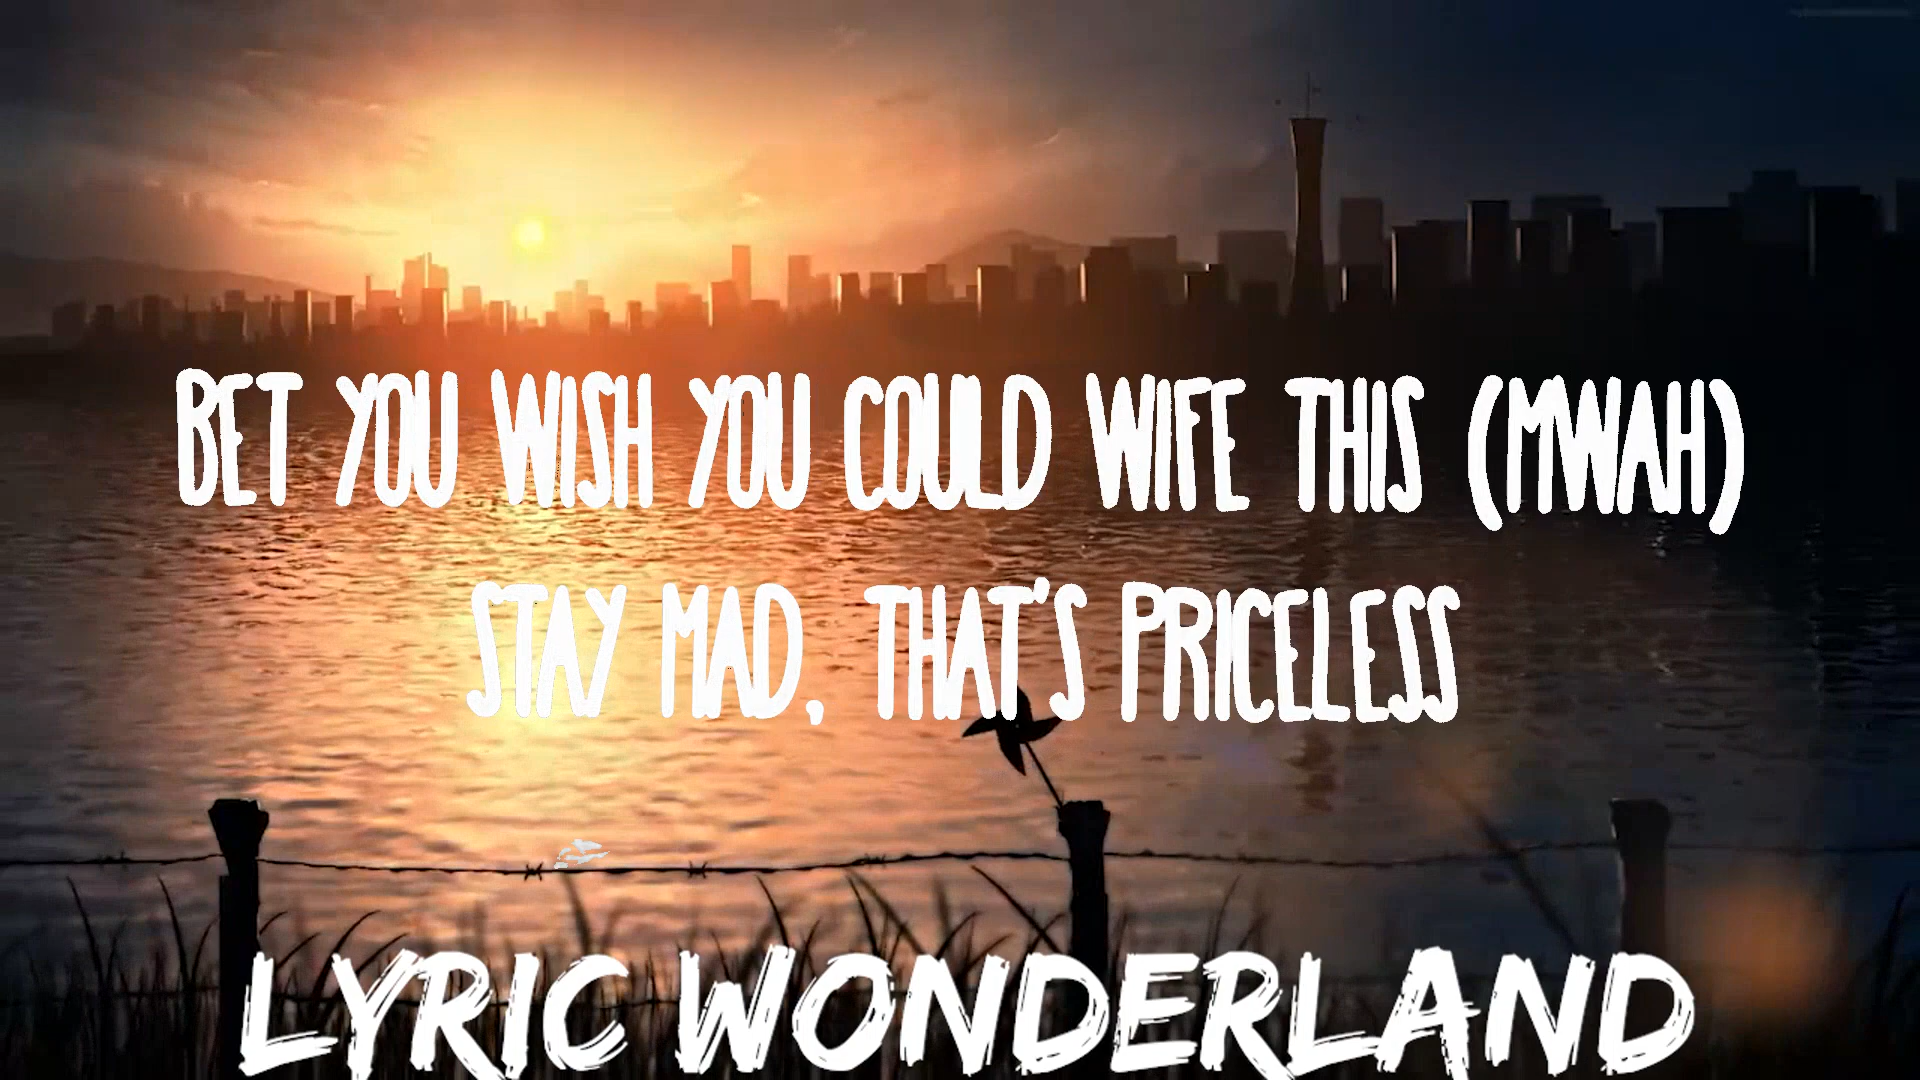 BET YOU WISH YOU COULD WIFE THIS (MWAH)
STAY MAD, THAT'S PRICELESS
LYRIC WONDERLAND